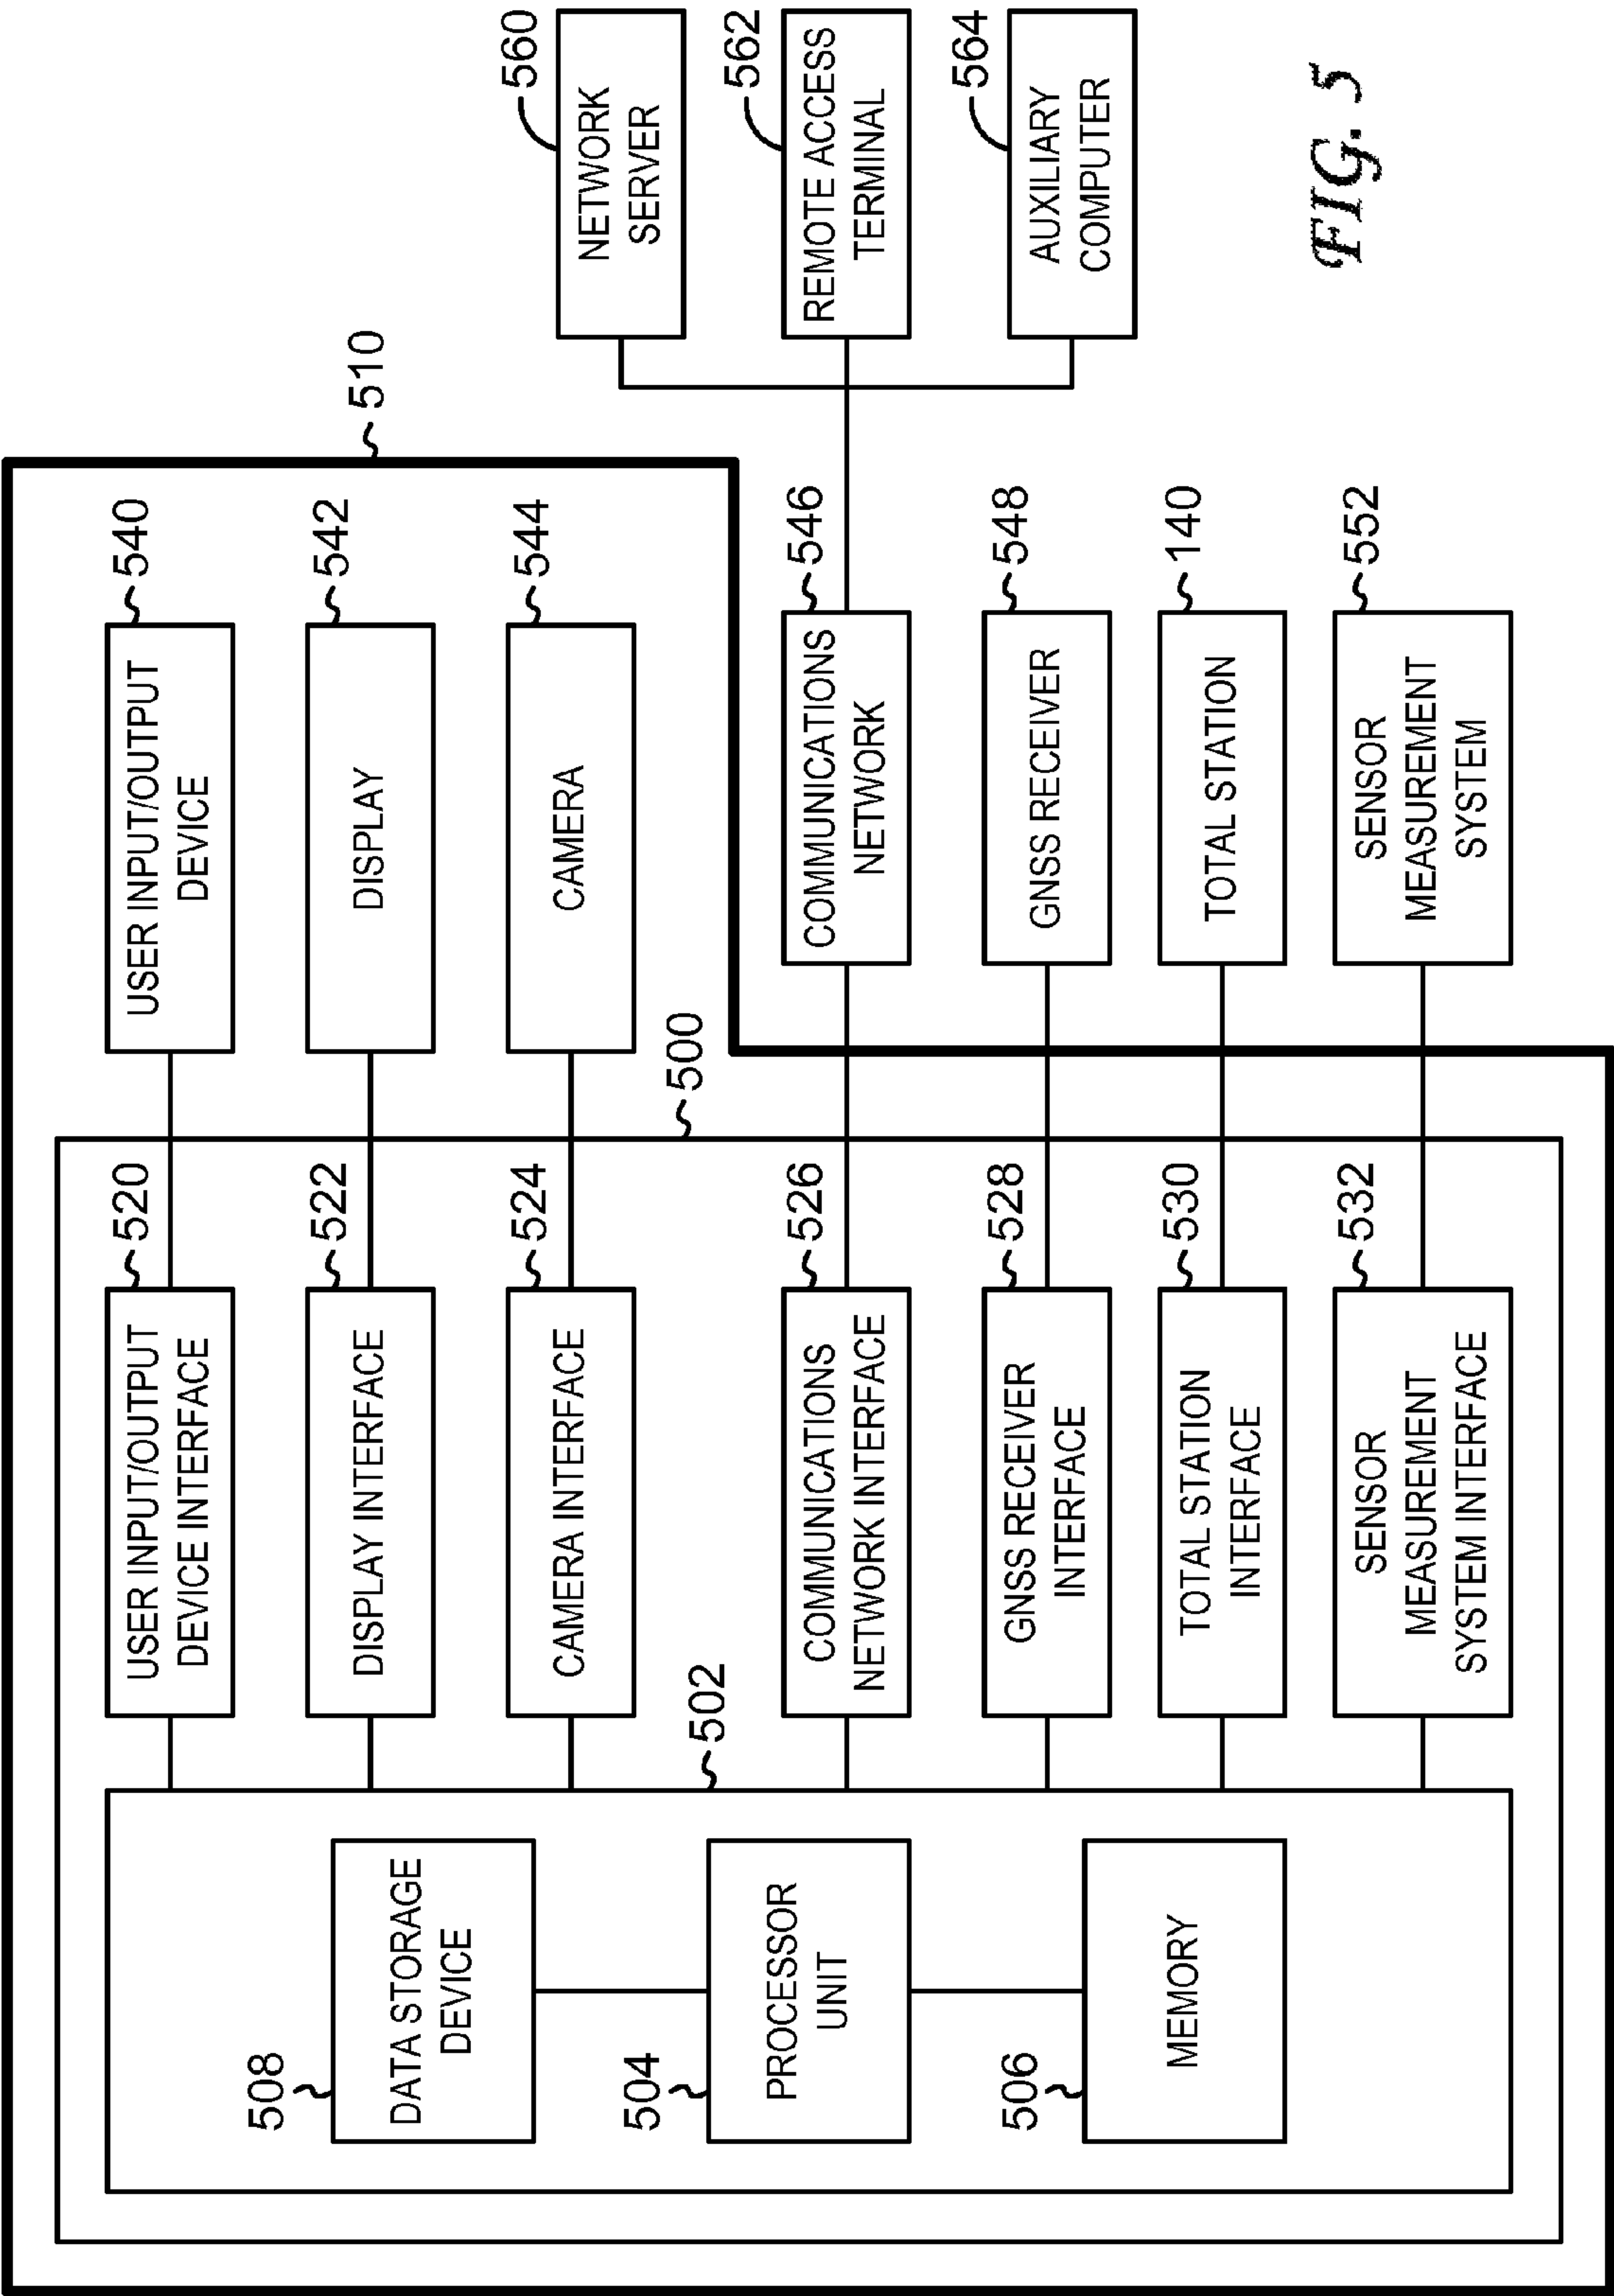 510
500
502
508
DATA STORAGE
DEVICE
504
PROCESSOR
UNIT
506
MEMORY
520
USER INPUT/OUTPUT
DEVICE INTERFACE
522
DISPLAY INTERFACE
524
CAMERA INTERFACE
526
COMMUNICATIONS
NETWORK INTERFACE
528
GNSS RECEIVER
INTERFACE
530
TOTAL STATION
INTERFACE
532
SENSOR
MEASUREMENT
SYSTEM INTERFACE
540
USER INPUT/OUTPUT
DEVICE
542
DISPLAY
544
CAMERA
546
COMMUNICATIONS
NETWORK
548
GNSS RECEIVER
140
TOTAL STATION
552
SENSOR
MEASUREMENT
SYSTEM
560
NETWORK
SERVER
562
REMOTE ACCESS
TERMINAL
564
AUXILIARY
COMPUTER
FIG. 5